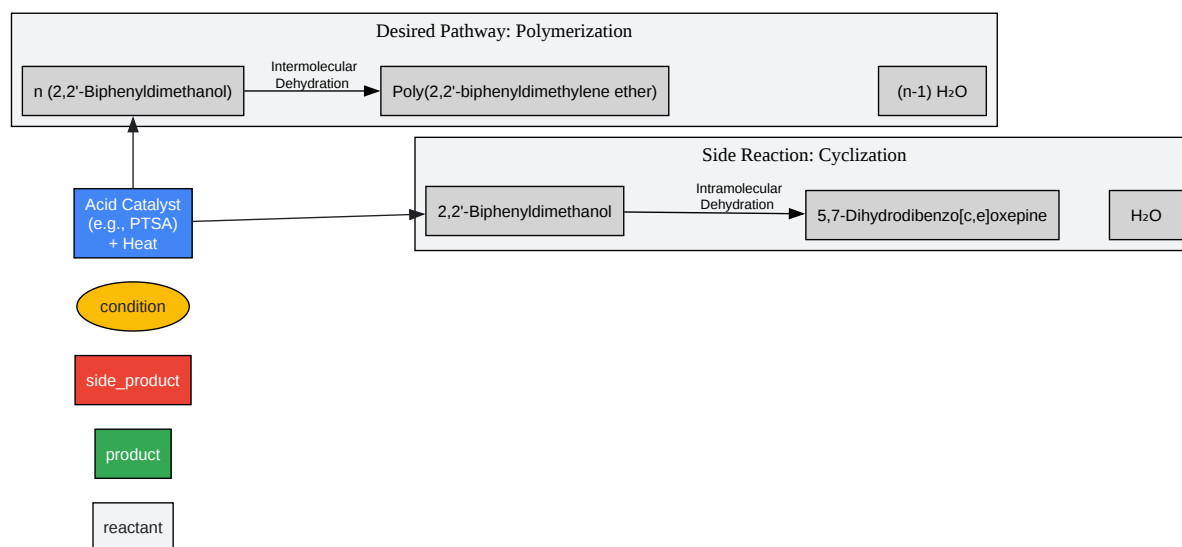 Desired Pathway: Polymerization
n (2,2'-Biphenyldimethanol)
Intermolecular
Dehydration
Poly(2,2'-biphenyldimethylene ether)
(n-1) H₂O
Side Reaction: Cyclization
Acid Catalyst
(e.g., PTSA)
+ Heat
2,2'-Biphenyldimethanol
Intramolecular
Dehydration
5,7-Dihydrodibenzo[c,e]oxepine
H₂O
condition
side_product
product
reactant